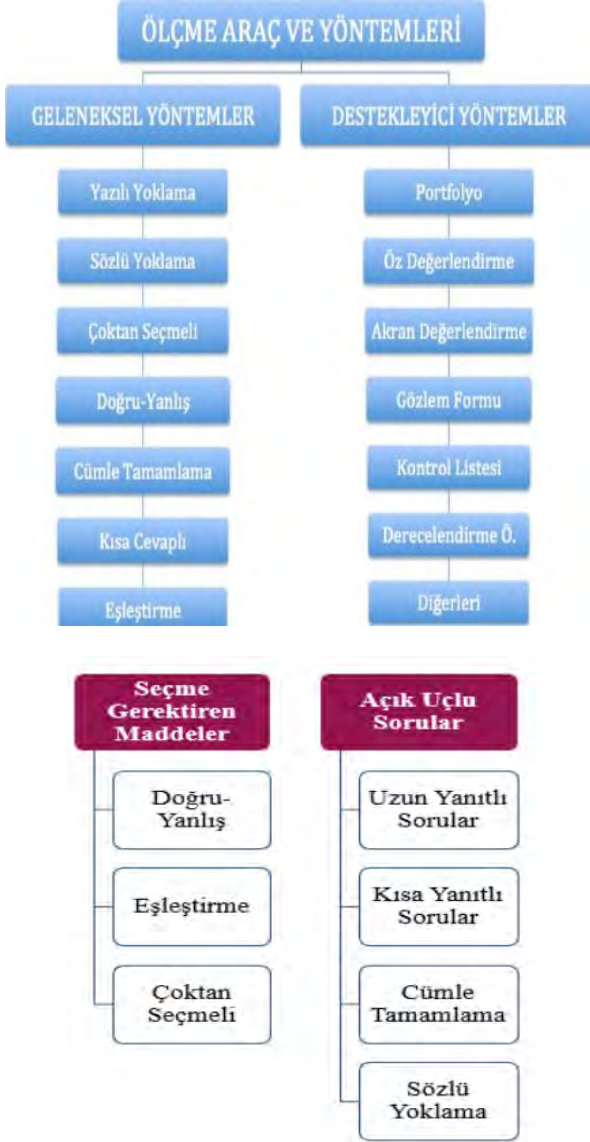 ÖLÇME ARAÇ VE YÖNTEMLERİ
GELENEKSEL YÖNTEMLER
Yazılı Yoklama
Sözlü Yoklama
Çoktan Seçmeli
Doğru-Yanlış
Cümle Tamamlama
Kısa Cevaplı
Eşleştirme
DESTEKLEYİCİ YÖNTEMLER
Portfolyo
Öz Değerlendirme
Akran Değerlendirme
Gözlem Formu
Kontrol Listesi
Derecelendirme Ö.
Diğerleri
Seçme
Gerektiren
Maddeler
Doğru-
Yanlış
Eşleştirme
Çoktan
Seçmeli
Açık Uçlu
Sorular
Uzun Yanıtlı
Sorular
Kısa Yanıtlı
Sorular
Cümle
Tamamlama
Sözlü
Yoklama